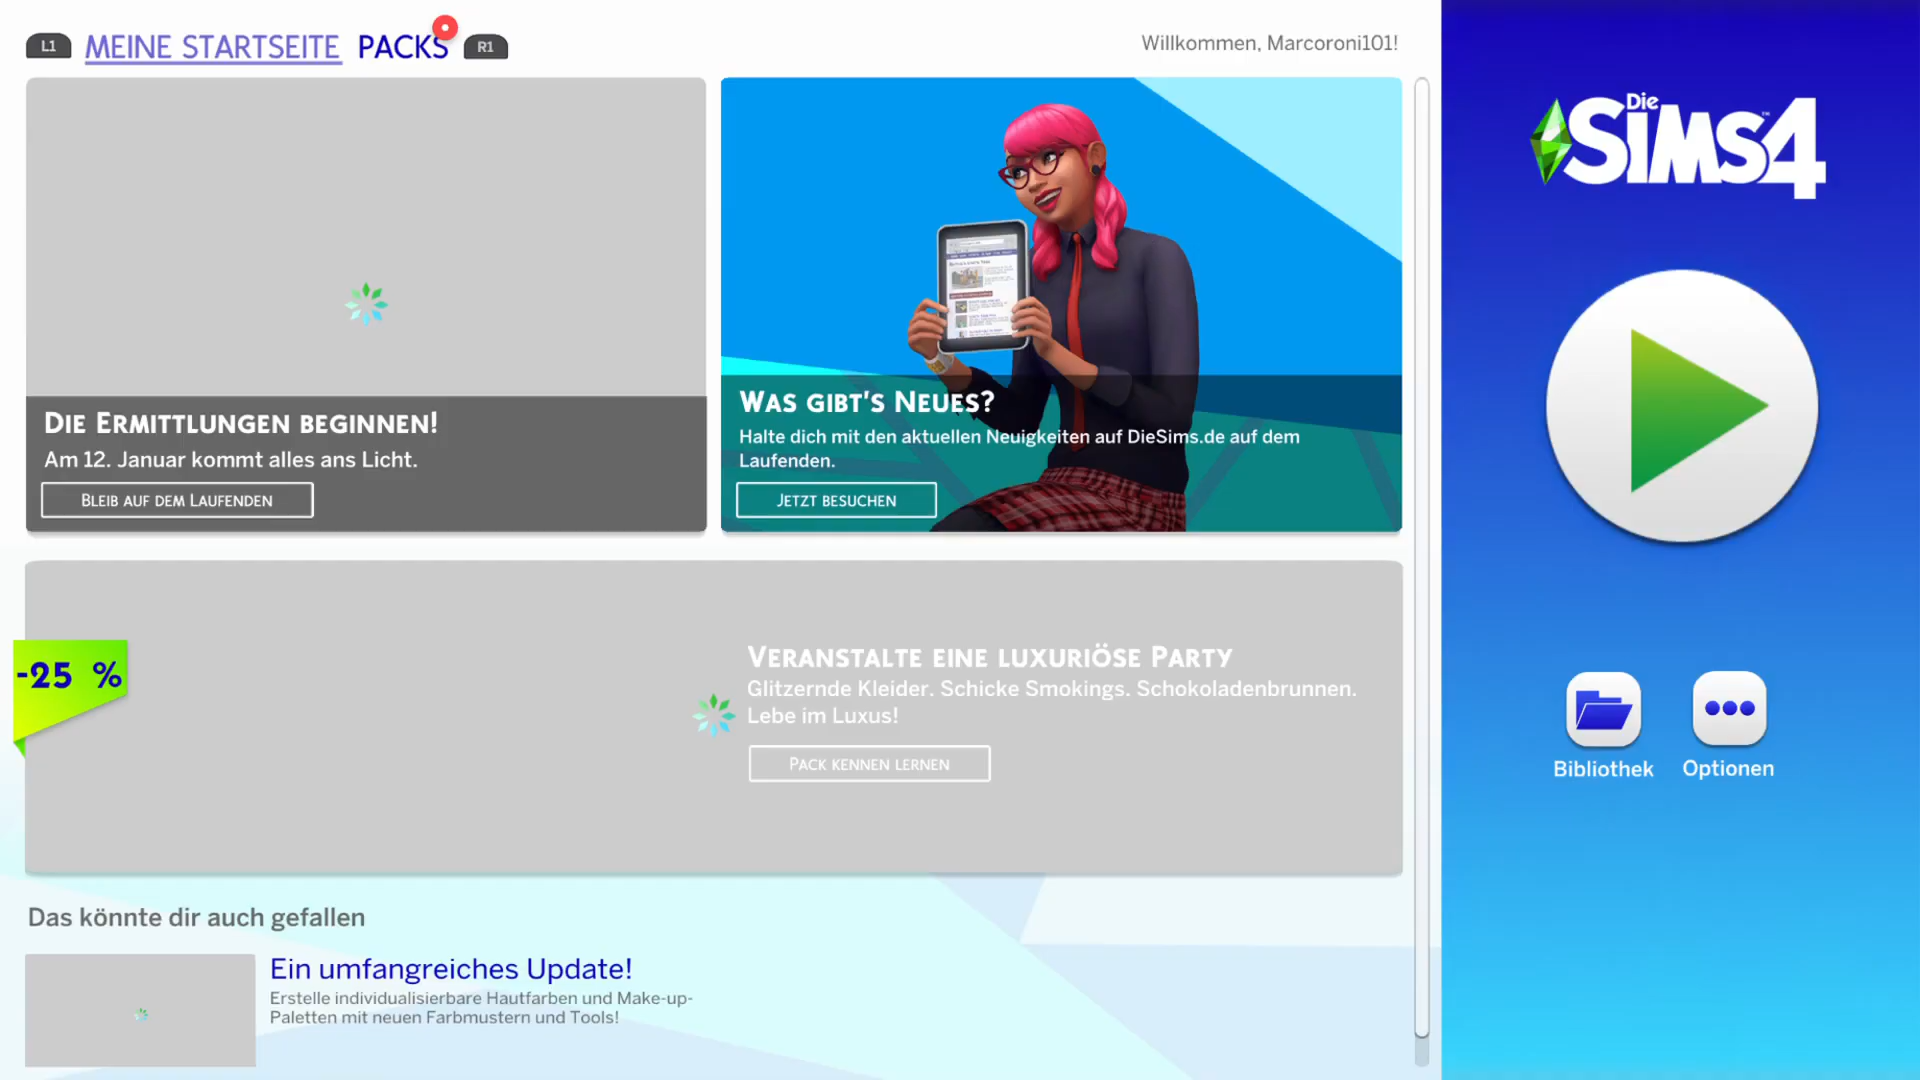 L1 MEINE STARTSEITE PACKS R1
Willkommen, Marcoroni101!
DIE ERMITTLUNGEN BEGINNEN!
Am 12. Januar kommt alles ans Licht.
BLEIB AUF DEM LAUFENDEN
WAS GIBT'S NEUES?
Halte dich mit den aktuellen Neuigkeiten auf DieSims.de auf dem
Laufenden.
JETZT BESUCHEN
-25 %
VERANSTALTE EINE LUXURIÖSE PARTY
Glitzernde Kleider. Schicke Smokings. Schokoladenbrunnen.
Lebe im Luxus!
PACK KENNEN LERNEN
Das könnte dir auch gefallen
Ein umfangreiches Update!
Erstelle individualisierbare Hautfarben und Make-up-
Paletten mit neuen Farbmustern und Tools!
Die
SIMS4
Bibliothek
Optionen